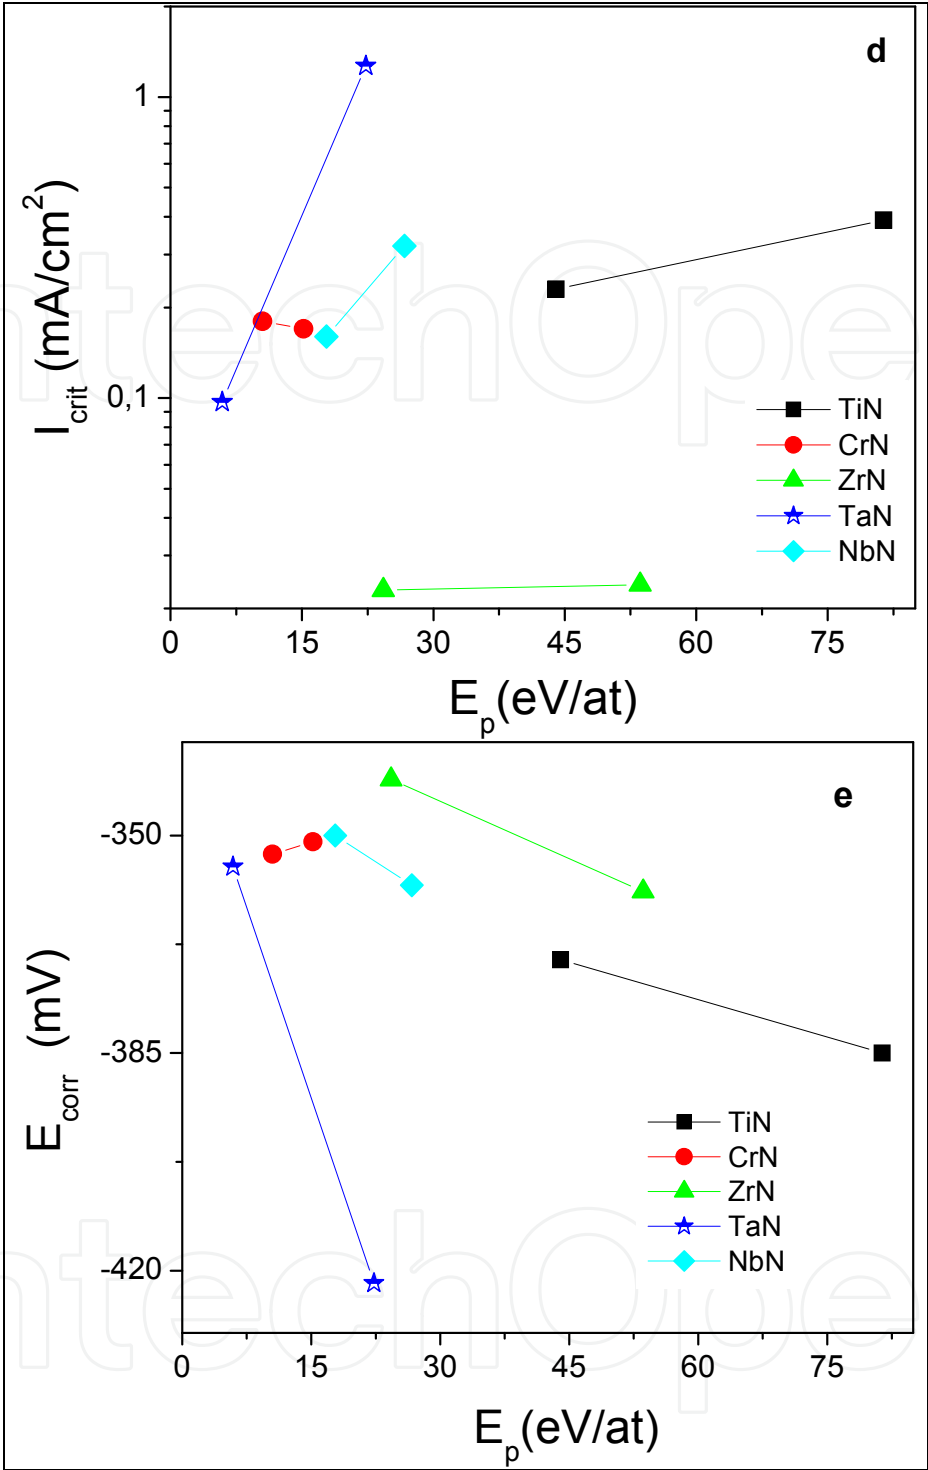 d
1
0,1
I_crit (mA/cm²)
TiN
CrN
ZrN
TaN
NbN
0 15 30 45 60 75
E_p(eV/at)
e
-350
-385
-420
E_corr (mV)
TiN
CrN
ZrN
TaN
NbN
0 15 30 45 60 75
E_p(eV/at)
ntechOpe
ntechOpe